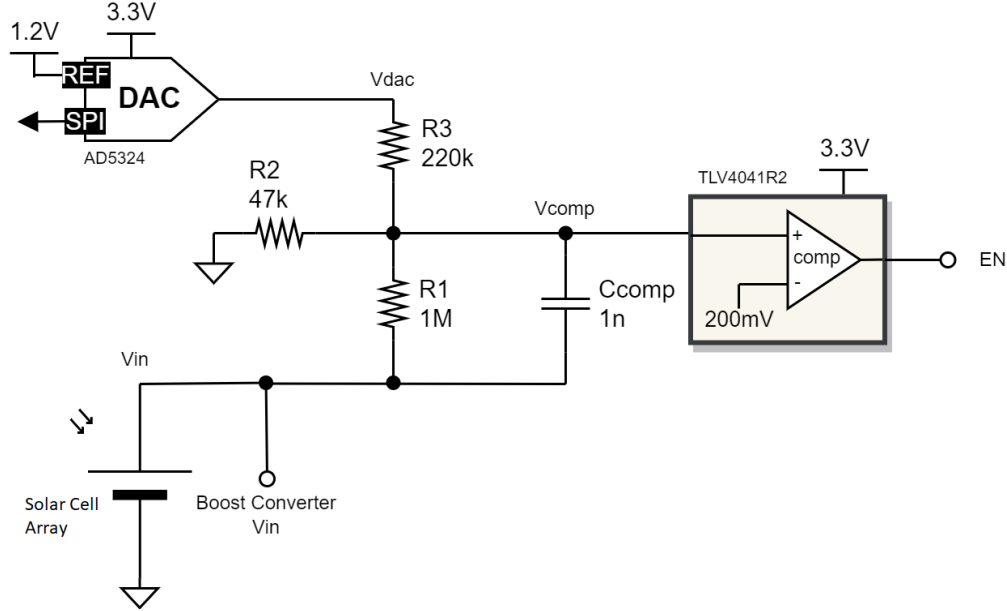 3.3V
1.2V
REF
DAC
SPI
AD5324
Vdac
R3
220k
R2
47k
Vcomp
TLV4041R2
3.3V
+
comp
-
200mV
EN
R1
1M
Ccomp
1n
Vin
Solar Cell
Array
Boost Converter
Vin